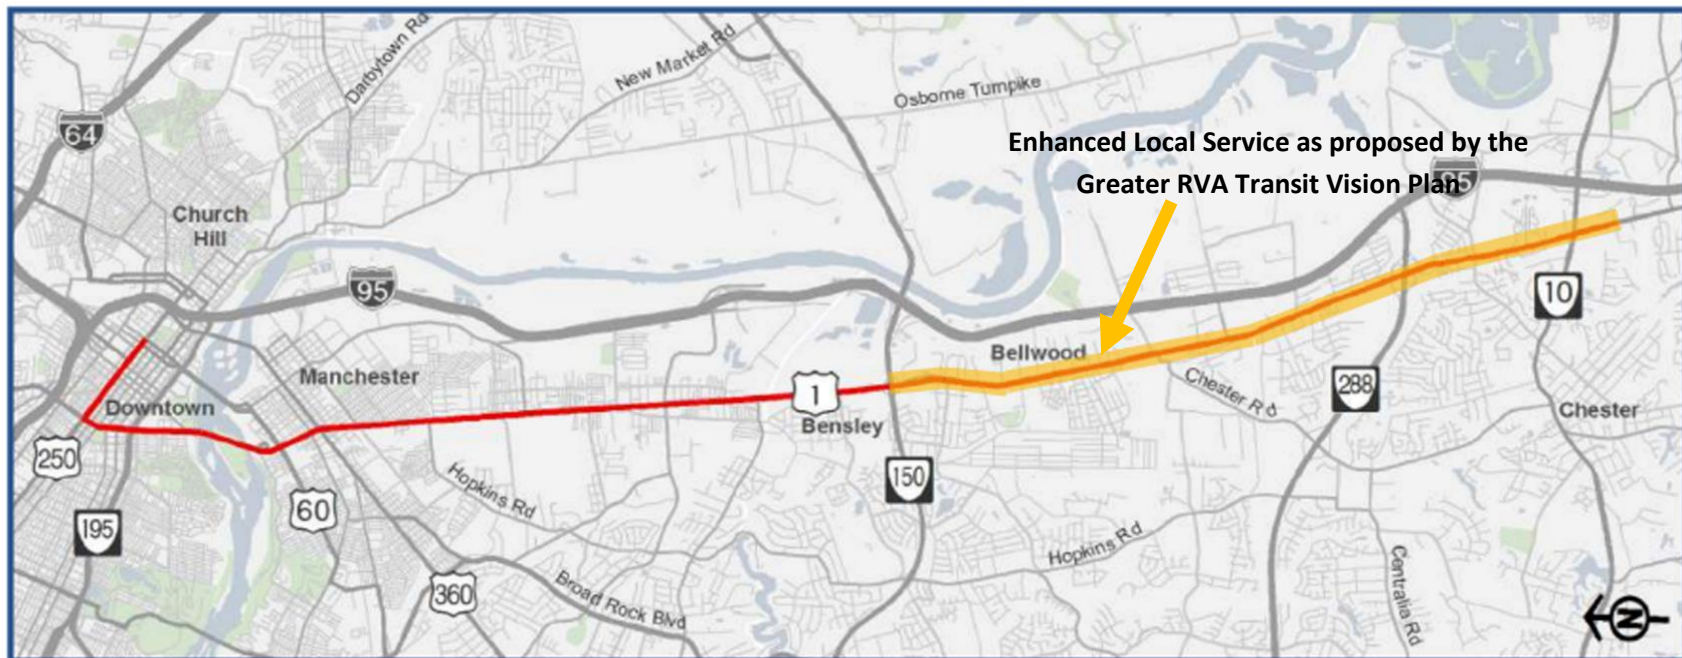 Darbytown Rd
New Market Rd
64
Osborne Turnpike
Enhanced Local Service as proposed by the
Greater RVA Transit Vision Plan
95
Church
Hill
95
10
Bellwood
Manchester
Chester Rd
288
1
Downtown
Chester
Bensley
250
150
Hopkins Rd
60
195
Hopkins Rd
Centralia Rd
360
Broad Rock Blvd
N